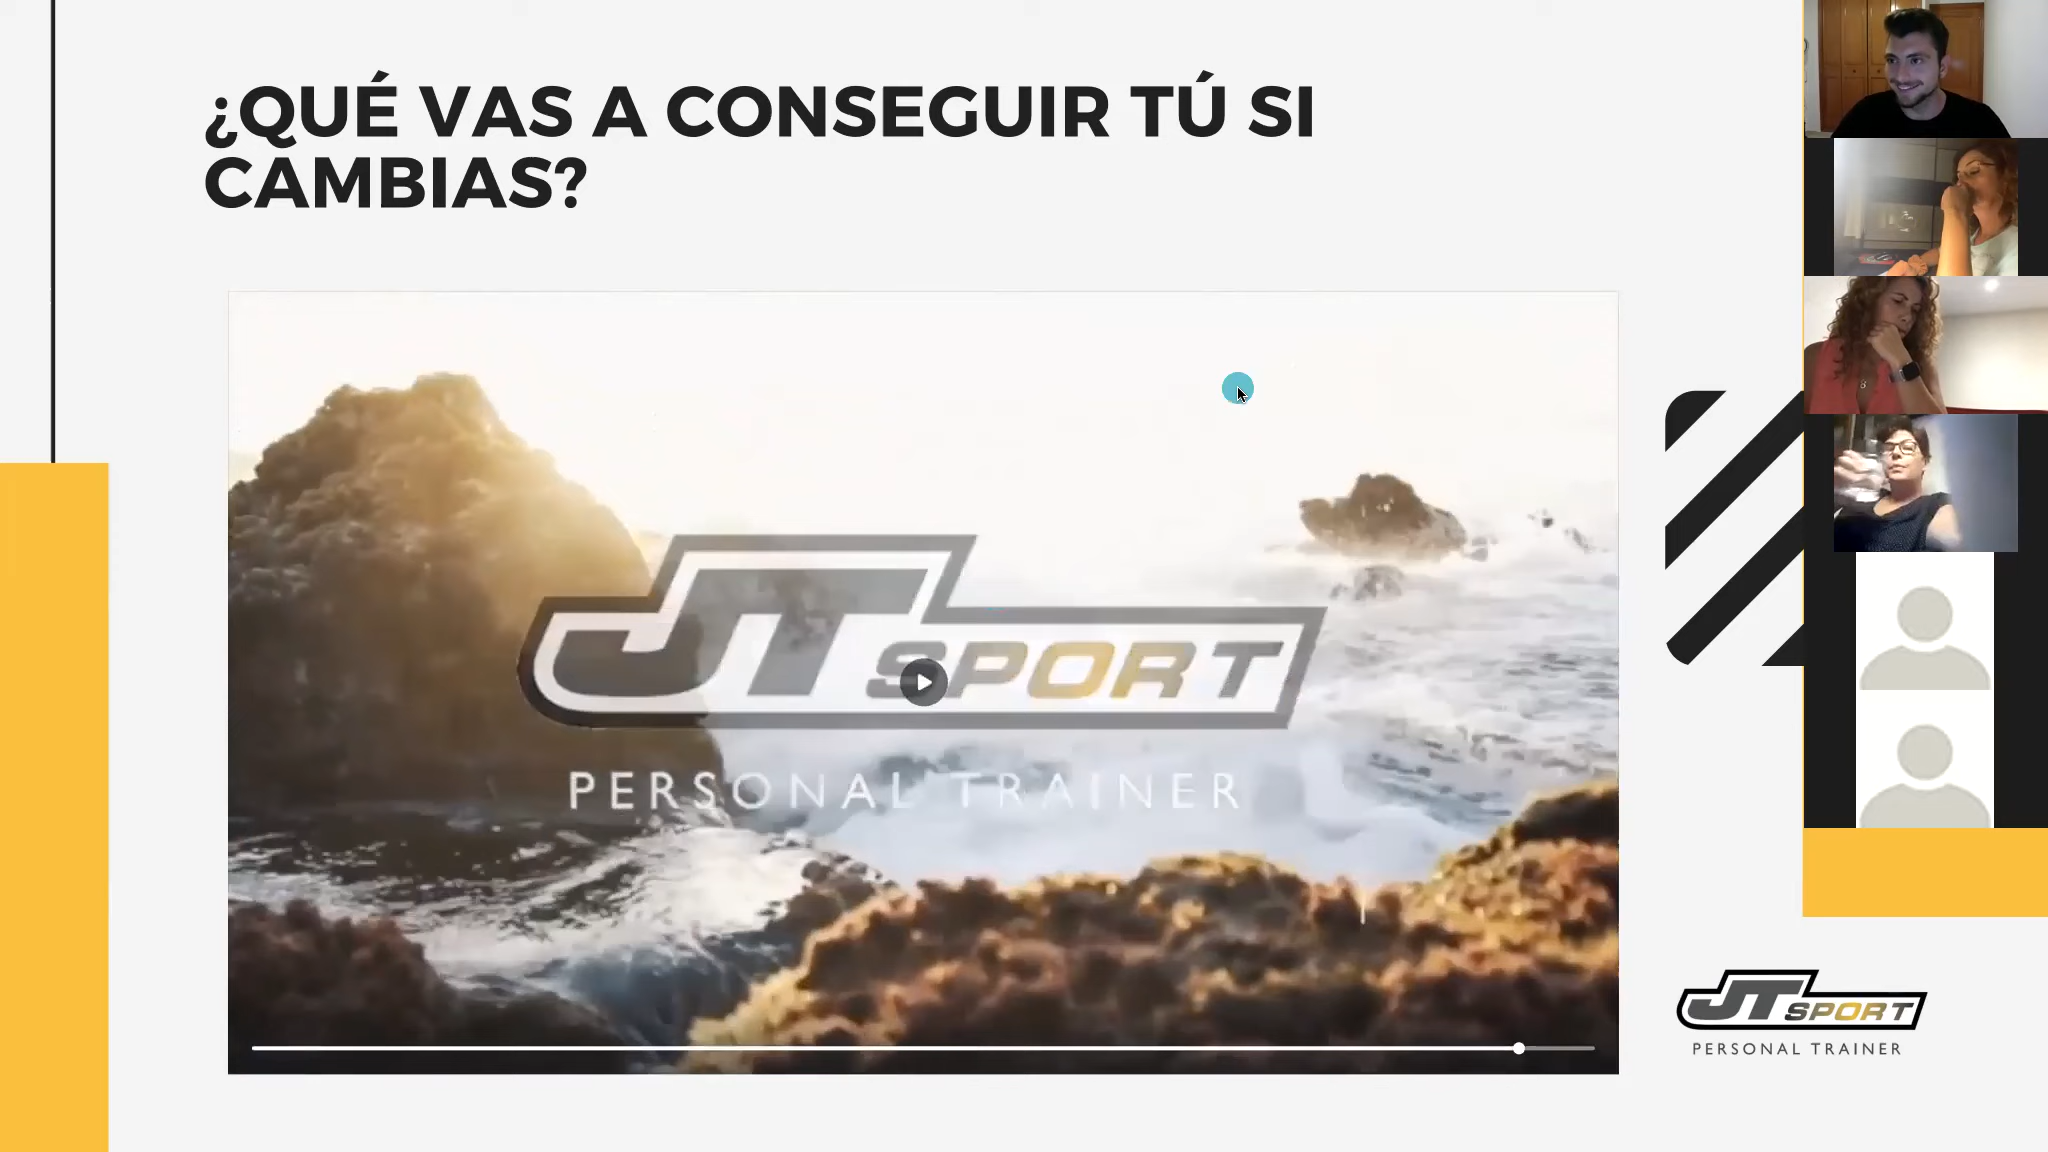 ¿QUÉ VAS A CONSEGUIR TÚ SI
CAMBIAS?
JT SPORT
PERSONAL TRAINER
JT SPORT
PERSONAL TRAINER